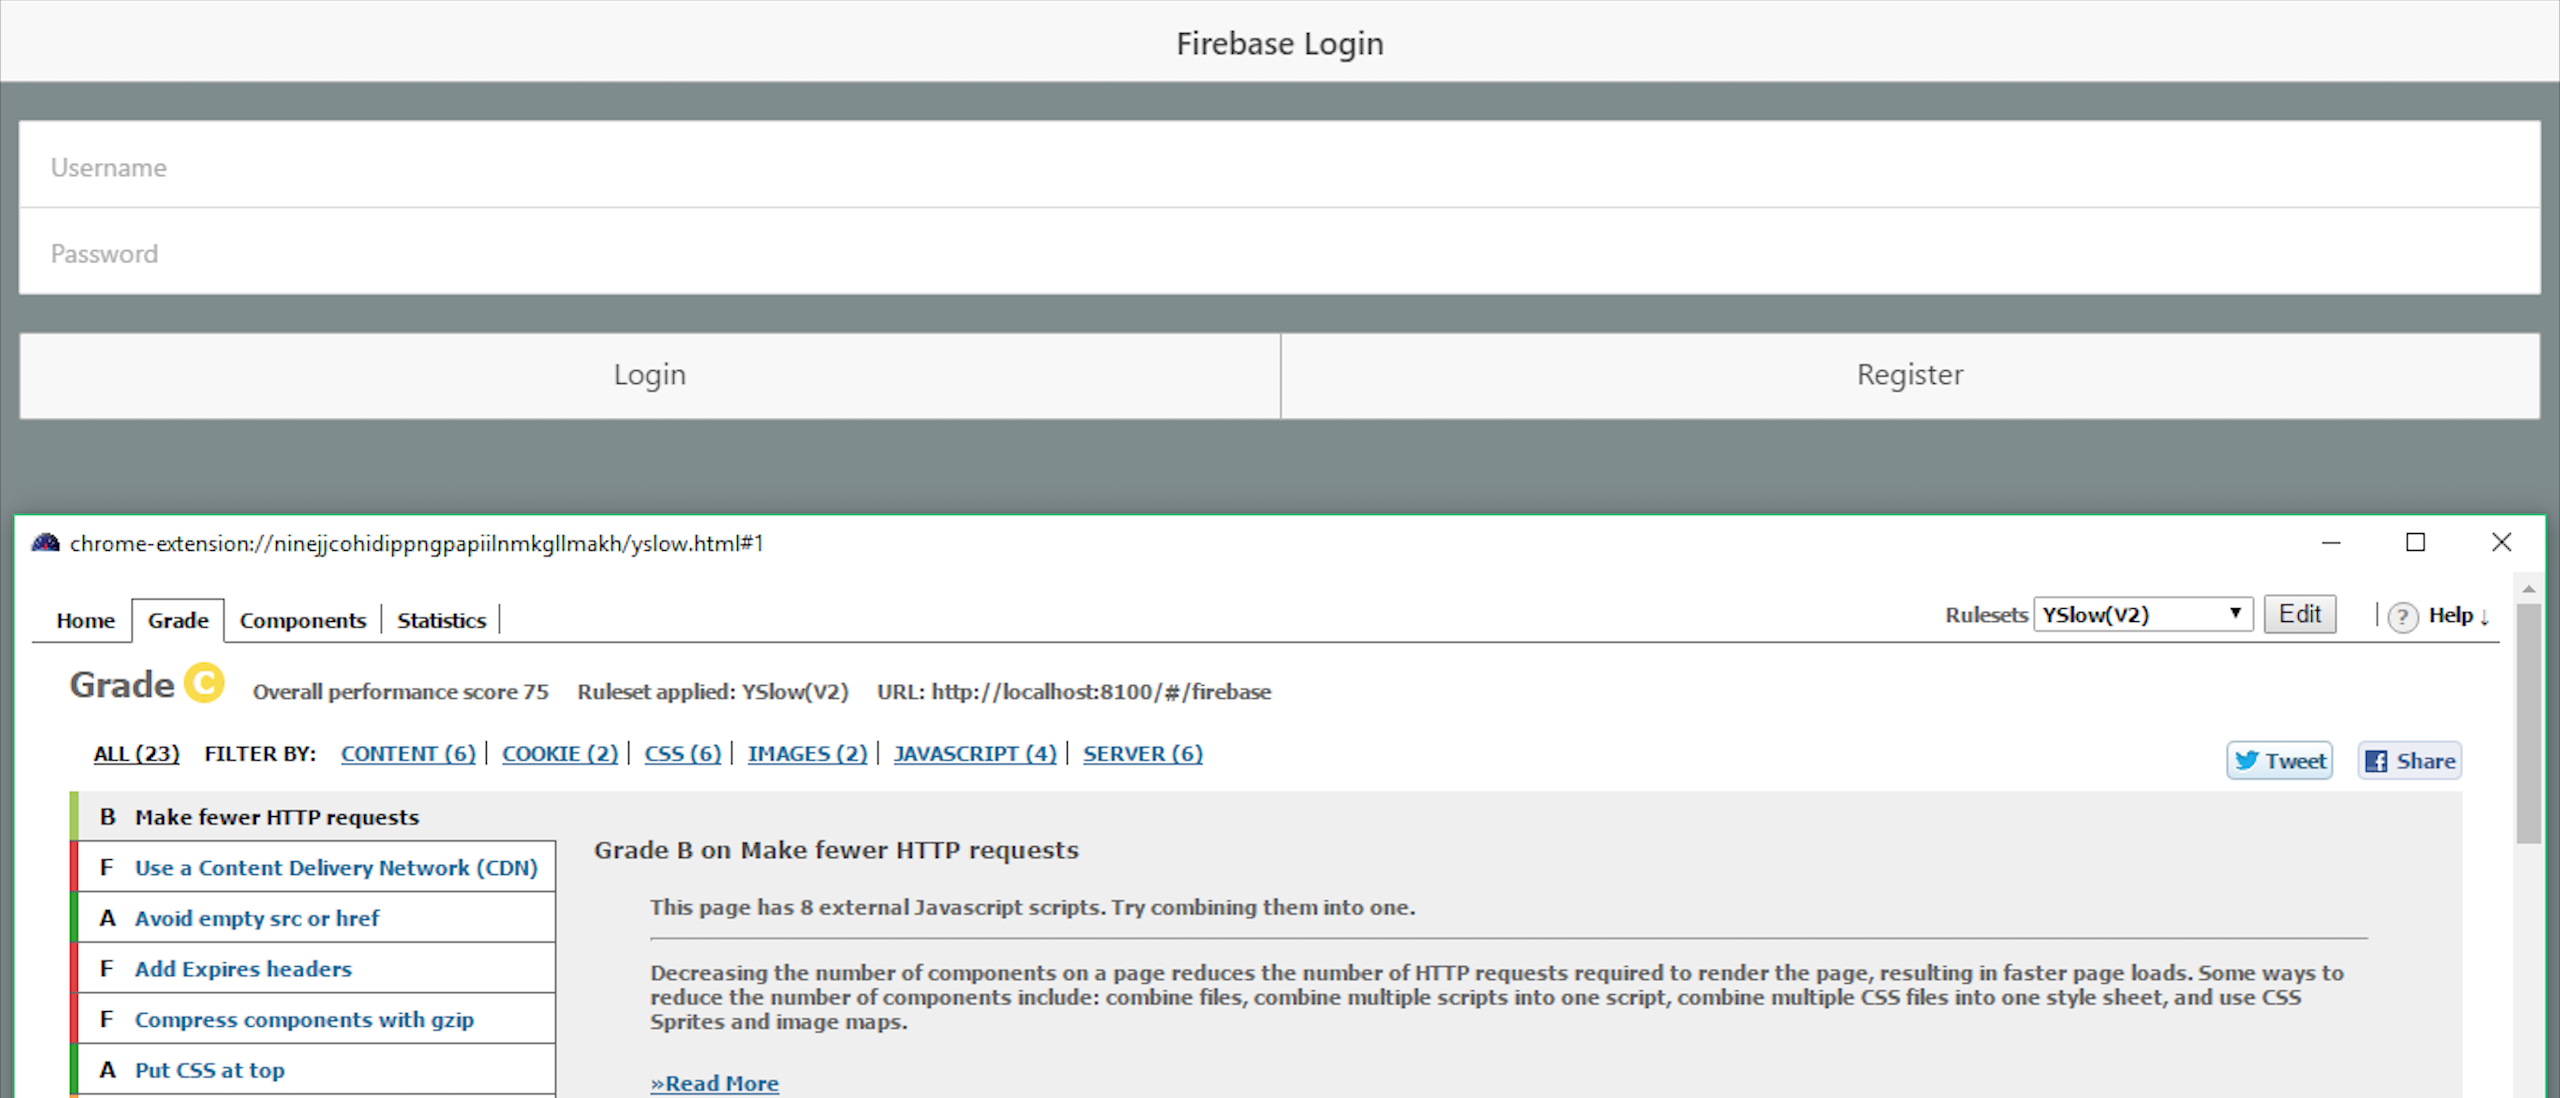 Firebase Login
Username
Password
Login Register
chrome-extension://ninejjcohidippngpapiilnmkgllmakh/yslow.html#1
Home Grade Components Statistics Rulesets YSlow(V2) Edit ? Help ↓
Grade C Overall performance score 75 Ruleset applied: YSlow(V2) URL: http://localhost:8100/#/firebase
ALL (23) FILTER BY: CONTENT (6) | COOKIE (2) | CSS (6) | IMAGES (2) | JAVASCRIPT (4) | SERVER (6) Tweet Share
B Make fewer HTTP requests
F Use a Content Delivery Network (CDN)
A Avoid empty src or href
F Add Expires headers
F Compress components with gzip
A Put CSS at top
Grade B on Make fewer HTTP requests
This page has 8 external Javascript scripts. Try combining them into one.
Decreasing the number of components on a page reduces the number of HTTP requests required to render the page, resulting in faster page loads. Some ways to
reduce the number of components include: combine files, combine multiple scripts into one script, combine multiple CSS files into one style sheet, and use CSS
Sprites and image maps.
»Read More